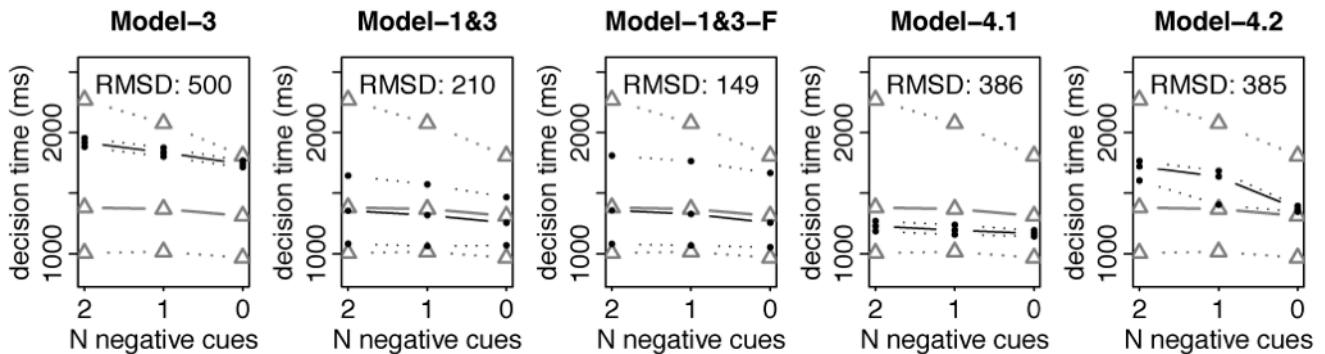 Model–3
RMSD: 500
decision time (ms)
1000 2000
2 1 0
N negative cues
Model–1&3
RMSD: 210
decision time (ms)
1000 2000
2 1 0
N negative cues
Model–1&3–F
RMSD: 149
decision time (ms)
1000 2000
2 1 0
N negative cues
Model–4.1
RMSD: 386
decision time (ms)
1000 2000
2 1 0
N negative cues
Model–4.2
RMSD: 385
decision time (ms)
1000 2000
2 1 0
N negative cues